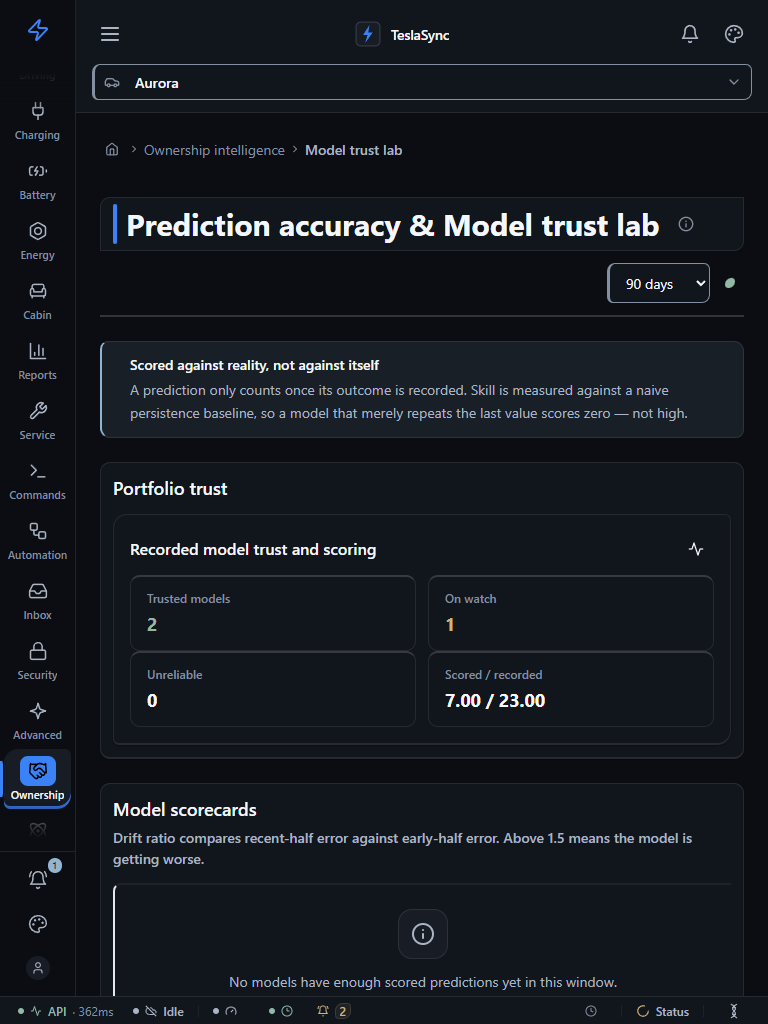 TeslaSync
Aurora
Driving
Charging
Battery
Energy
Cabin
Reports
Service
Commands
Automation
Inbox
Security
Advanced
Ownership
1
Ownership intelligence > Model trust lab
Prediction accuracy & Model trust lab
90 days
Scored against reality, not against itself
A prediction only counts once its outcome is recorded. Skill is measured against a naive
persistence baseline, so a model that merely repeats the last value scores zero — not high.
Portfolio trust
Recorded model trust and scoring
Trusted models
2
On watch
1
Unreliable
0
Scored / recorded
7.00 / 23.00
Model scorecards
Drift ratio compares recent-half error against early-half error. Above 1.5 means the model is
getting worse.
No models have enough scored predictions yet in this window.
API · 362ms
Idle
2
Status